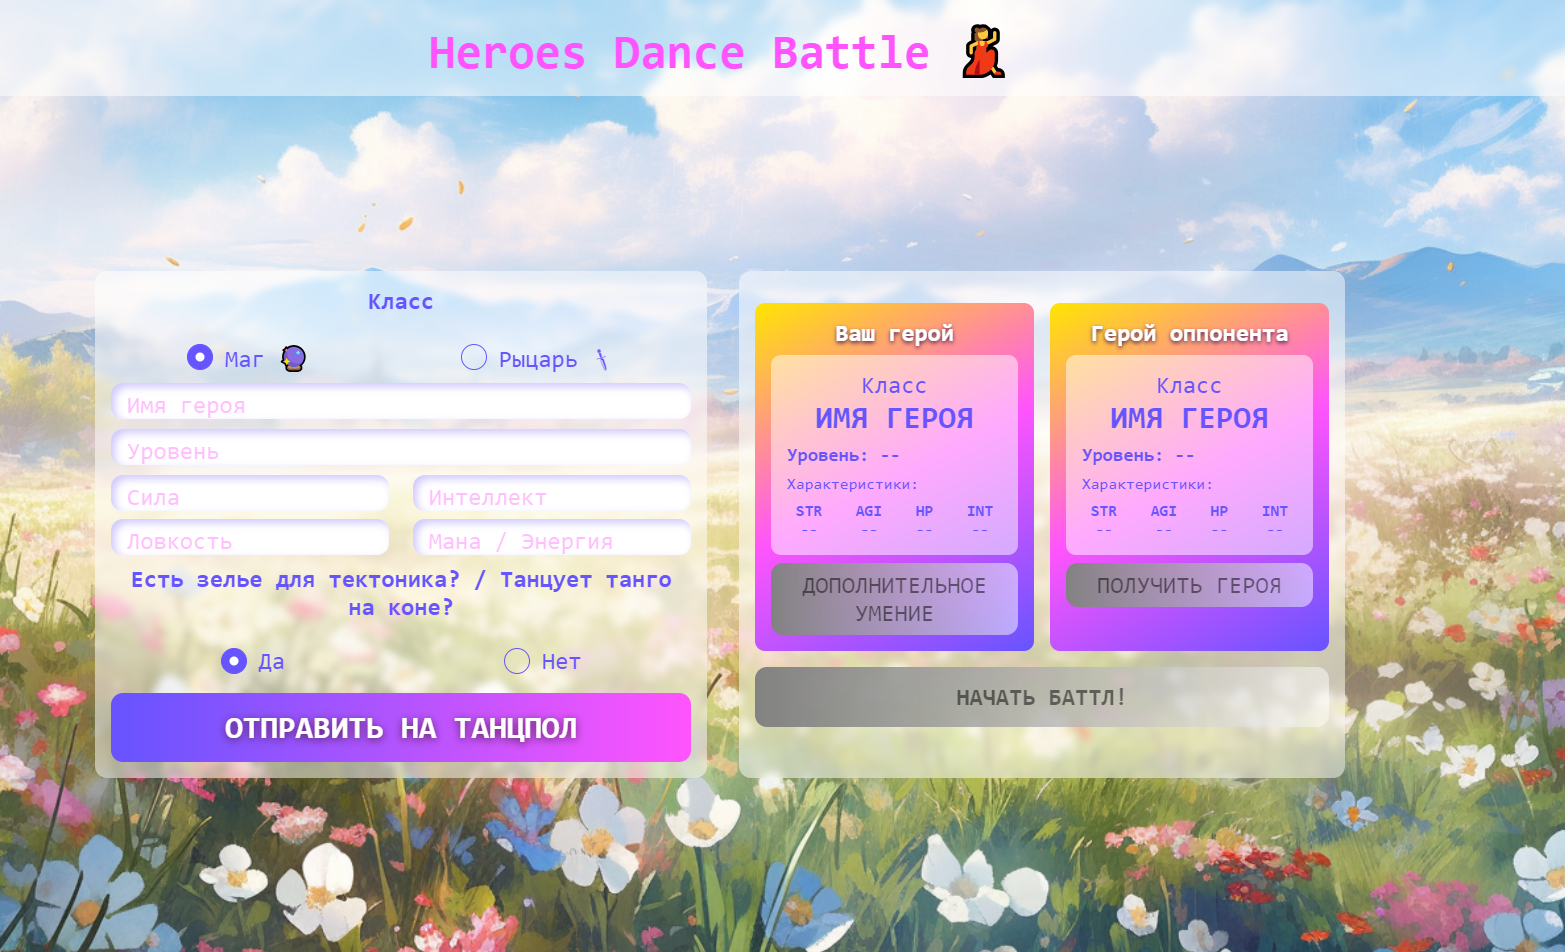 Heroes Dance Battle
Класс
Маг
Рыцарь
Имя героя
Уровень
Сила
Интеллект
Ловкость
Мана / Энергия
Есть зелье для тектоника? / Танцует танго
на коне?
Да
Нет
ОТПРАВИТЬ НА ТАНЦПОЛ
Ваш герой
Класс
ИМЯ ГЕРОЯ
Уровень: --
Характеристики:
STR AGI HP INT
-- -- -- --
ДОПОЛНИТЕЛЬНОЕ
УМЕНИЕ
Герой оппонента
Класс
ИМЯ ГЕРОЯ
Уровень: --
Характеристики:
STR AGI HP INT
-- -- -- --
ПОЛУЧИТЬ ГЕРОЯ
НАЧАТЬ БАТТЛ!